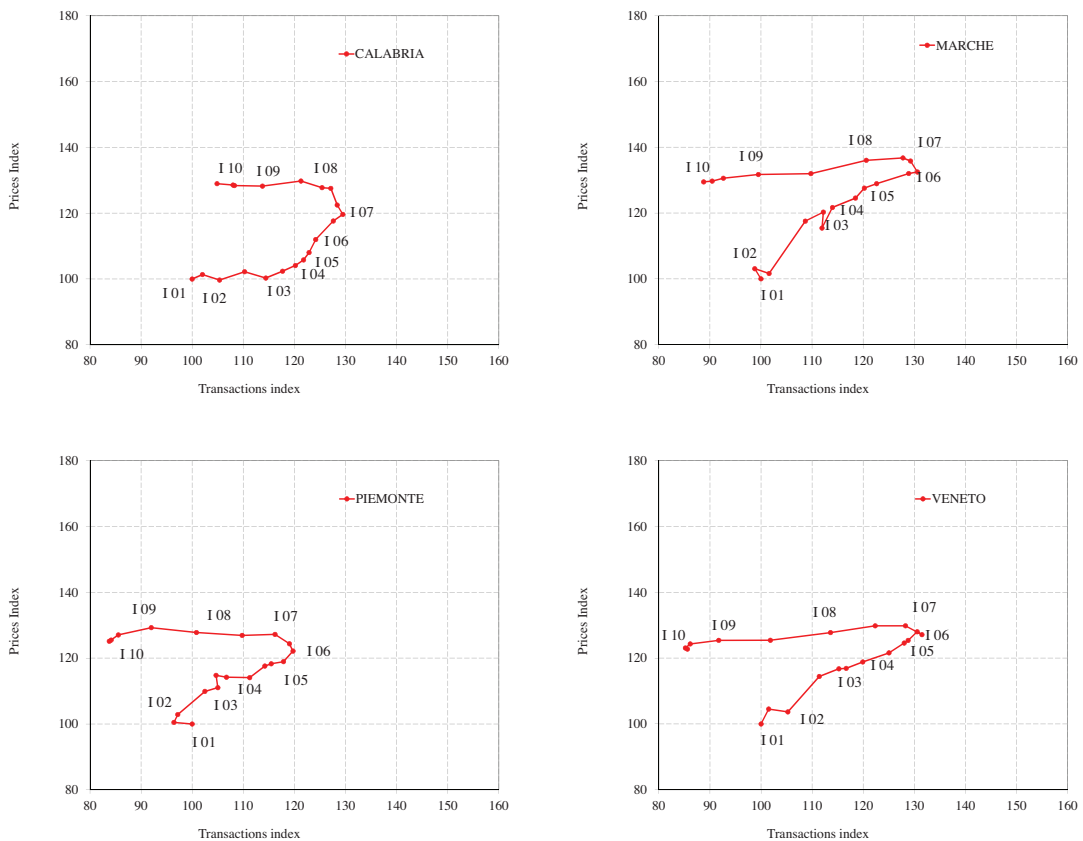 180
160
140
120
100
80
Prices Index
CALABRIA
I 10
I 09
I 08
I 07
I 06
I 05
I 04
I 03
I 02
I 01
80 90 100 110 120 130 140 150 160
Transactions index
180
160
140
120
100
80
Prices Index
MARCHE
I 10
I 09
I 08
I 07
I 06
I 05
I 04
I 03
I 02
I 01
80 90 100 110 120 130 140 150 160
Transactions index
180
160
140
120
100
80
Prices Index
PIEMONTE
I 09
I 08
I 07
I 10
I 06
I 05
I 04
I 03
I 02
I 01
80 90 100 110 120 130 140 150 160
Transactions index
180
160
140
120
100
80
Prices Index
VENETO
I 10
I 09
I 08
I 07
I 06
I 05
I 04
I 03
I 02
I 01
80 90 100 110 120 130 140 150 160
Transactions index